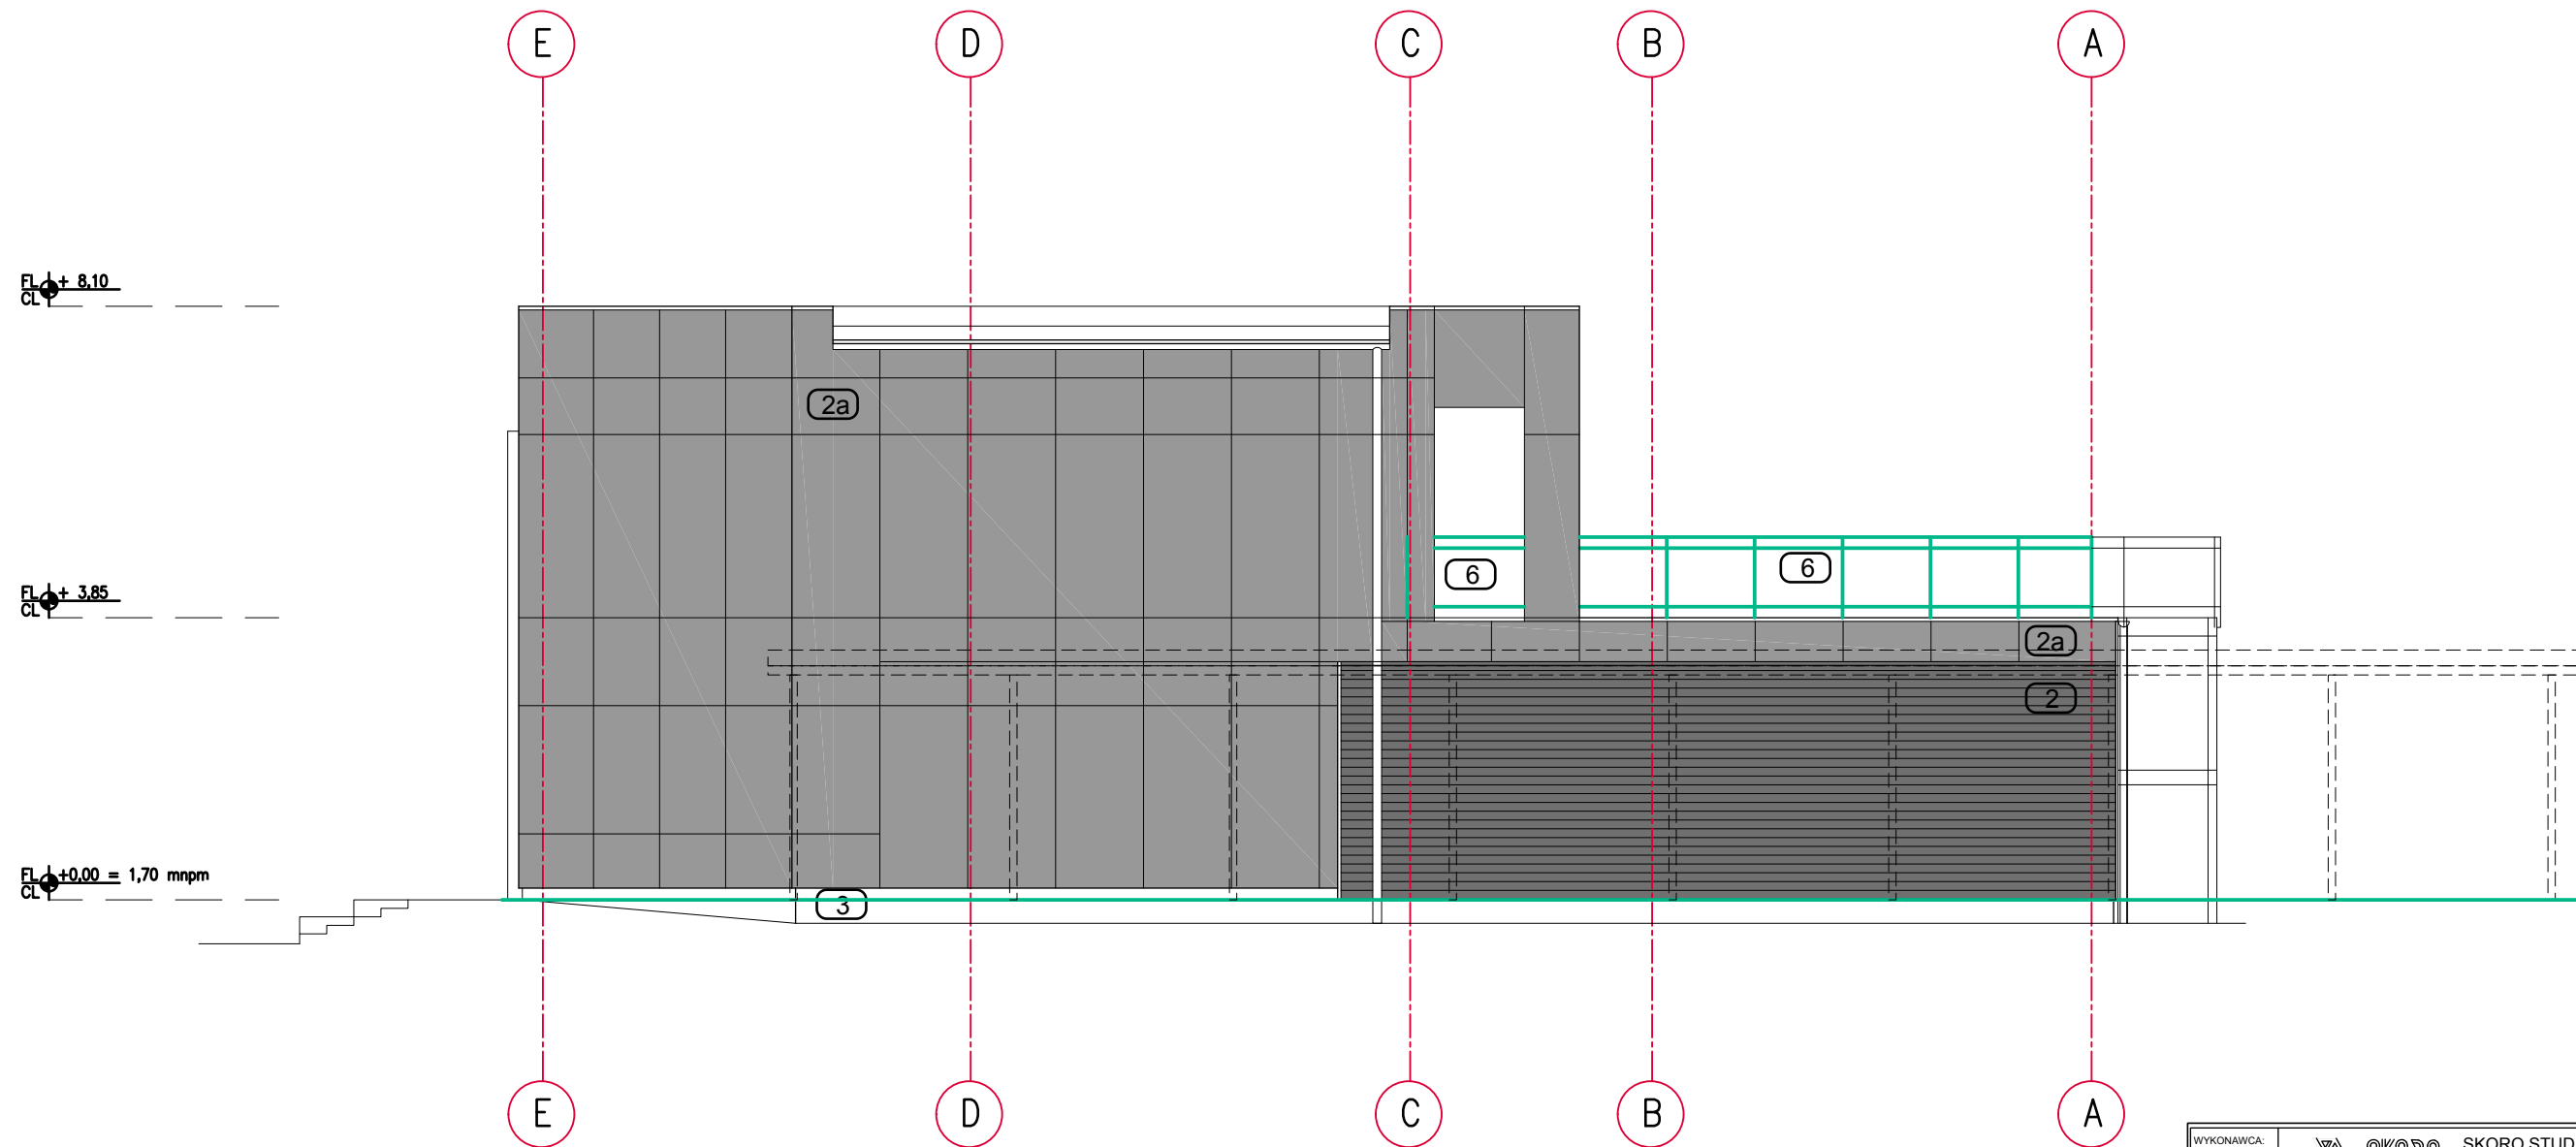 E D C B A
FL + 8,10
CL
2a
FL + 3,85
CL
6 6
2a
2
FL +0,00 = 1,70 mnpm
CL
3
E D C B A
WYKONAWCA:
SKORO